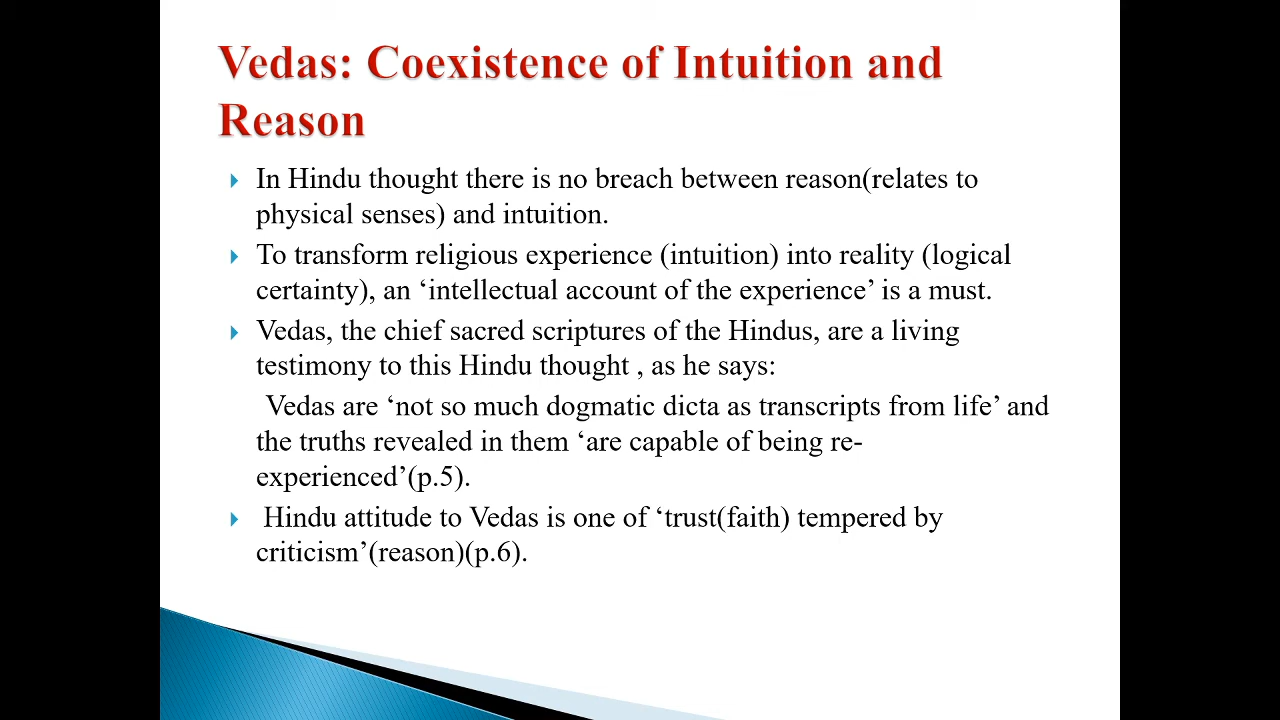 Vedas: Coexistence of Intuition and
Reason
In Hindu thought there is no breach between reason(relates to
physical senses) and intuition.
To transform religious experience (intuition) into reality (logical
certainty), an ‘intellectual account of the experience’ is a must.
Vedas, the chief sacred scriptures of the Hindus, are a living
testimony to this Hindu thought , as he says:
Vedas are ‘not so much dogmatic dicta as transcripts from life’ and
the truths revealed in them ‘are capable of being re-
experienced’(p.5).
Hindu attitude to Vedas is one of ‘trust(faith) tempered by
criticism’(reason)(p.6).